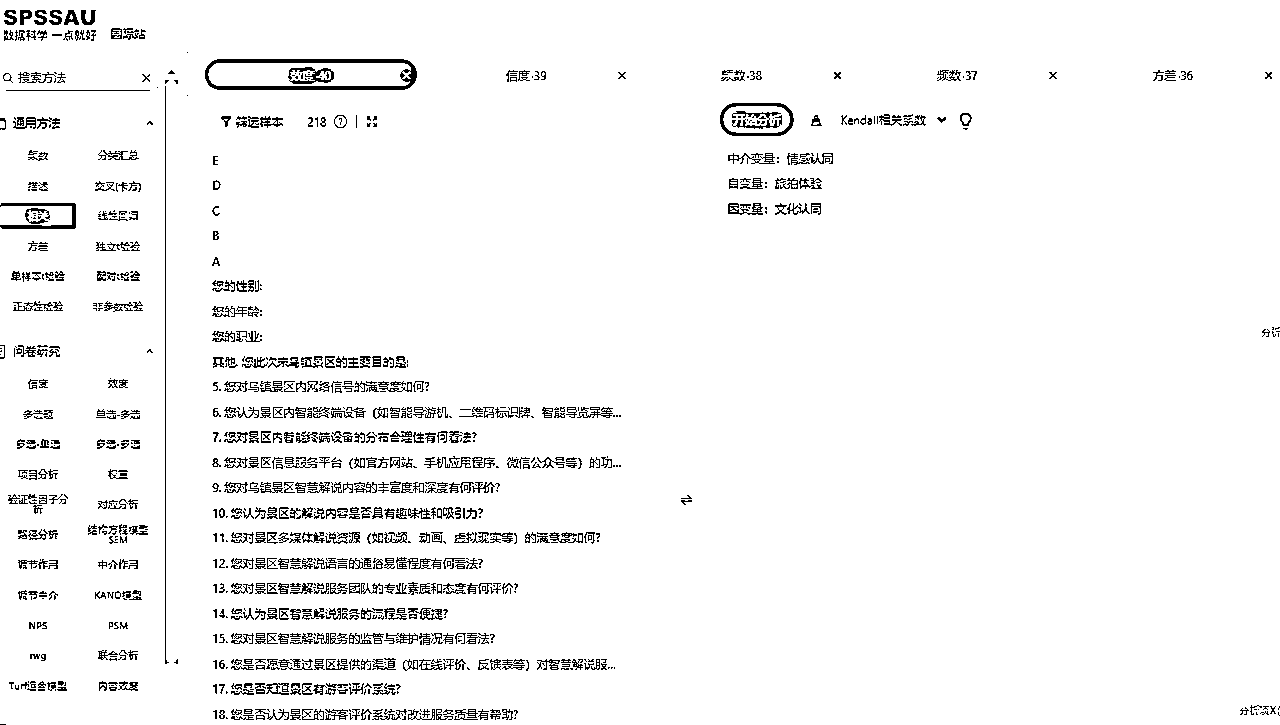 SPSSAU
数据科学 一点就好 国际站
搜索方法
效度-40
信度-39
频数-38
频数-37
方差-36
筛选样本 218
开始分析
Kendall相关系数
通用方法
频数 分类汇总
描述 交叉(卡方)
相关 线性回归
方差 独立t检验
单样本t检验 配对t检验
正态性检验 非参数检验
问卷研究
信度 效度
多选题 单选-多选
多选-单选 多选-多选
项目分析 权重
验证性因子分析 对应分析
路径分析 结构方程模型SEM
调节作用 中介作用
调节中介 KANO模型
NPS PSM
rwg 联合分析
Turf组合模型 内容效度
E
D
C
B
A
您的性别:
您的年龄:
您的职业:
其他. 您此次来乌镇景区的主要目的是:
5. 您对乌镇景区内网络信号的满意度如何?
6. 您认为景区内智能终端设备（如智能导游机、二维码标识牌、智能导览屏等...
7. 您对景区内智能终端设备的分布合理性有何看法?
8. 您对景区信息服务平台（如官方网站、手机应用程序、微信公众号等）的功...
9. 您对乌镇景区智慧解说内容的丰富度和深度有何评价?
10. 您认为景区的解说内容是否具有趣味性和吸引力?
11. 您对景区多媒体解说资源（如视频、动画、虚拟现实等）的满意度如何?
12. 您对景区智慧解说语言的通俗易懂程度有何看法?
13. 您对景区智慧解说服务团队的专业素质和态度有何评价?
14. 您认为景区智慧解说服务的流程是否便捷?
15. 您对景区智慧解说服务的监管与维护情况有何看法?
16. 您是否愿意通过景区提供的渠道（如在线评价、反馈表等）对智慧解说服...
17. 您是否知道景区有游客评价系统?
18. 您是否认为景区的游客评价系统对改进服务质量有帮助?
中介变量：情感认同
自变量：旅拍体验
因变量：文化认同
分析
分析项X(